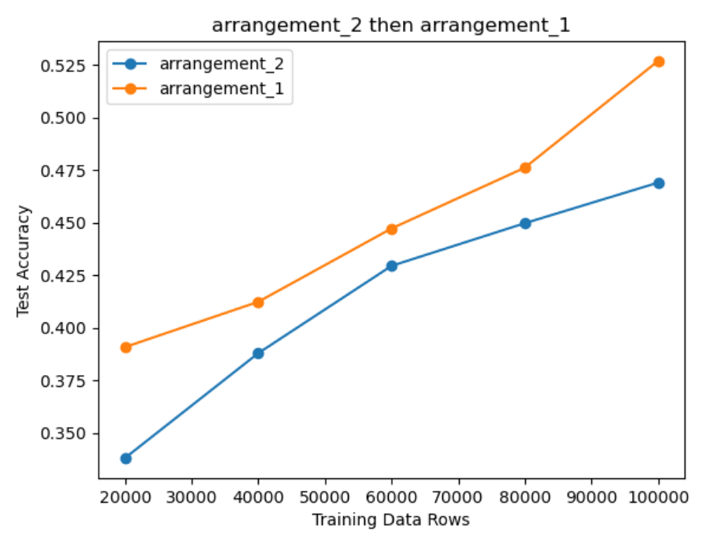 arrangement_2 then arrangement_1
arrangement_2
arrangement_1
0.525
0.500
0.475
0.450
0.425
0.400
0.375
0.350
Test Accuracy
20000 30000 40000 50000 60000 70000 80000 90000 100000
Training Data Rows